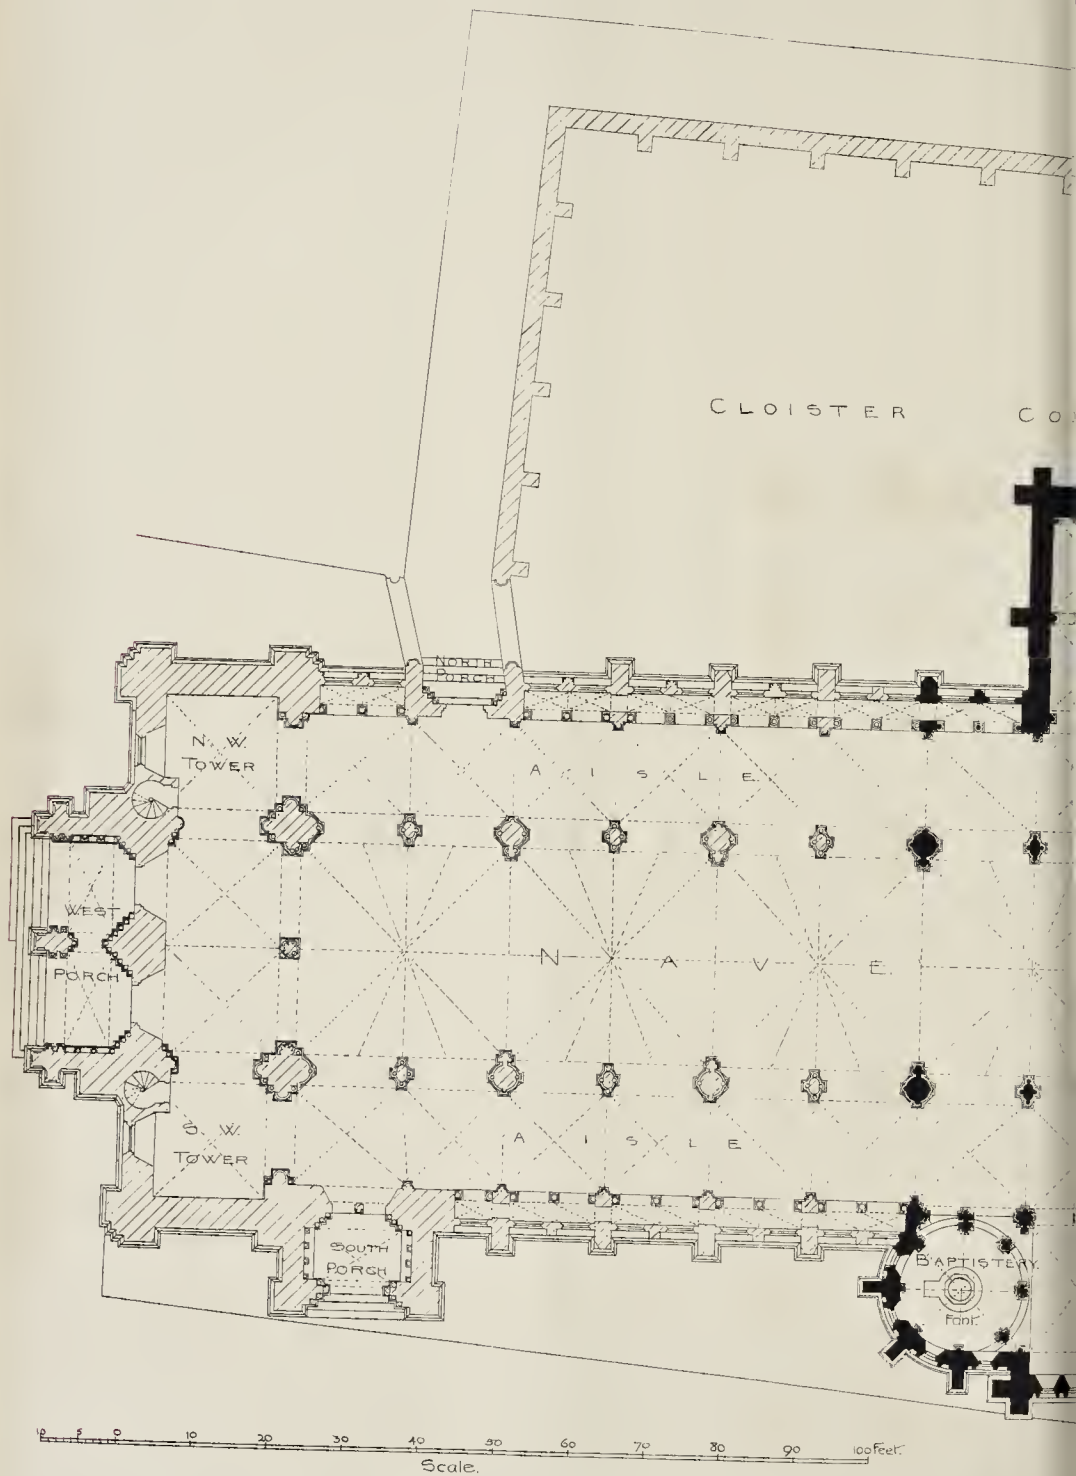 CLOISTER CO
NORTH
PORCH
N. W.
TOWER
AISLE
WEST
PORCH
NAVE.
S. W.
TOWER
AISLE
SOUTH
PORCH
BAPTISTERY.
Font.
10 5 0 10 20 30 40 50 60 70 80 90 100 Feet.
Scale.